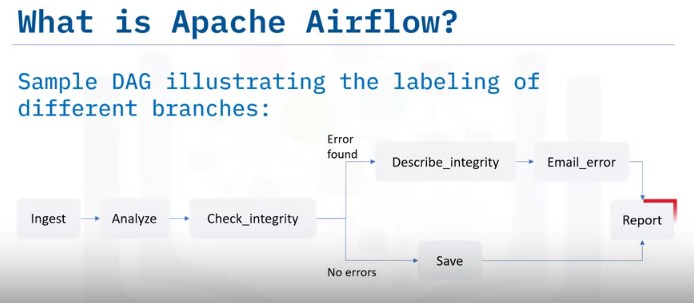 What is Apache Airflow?
Sample DAG illustrating the labeling of
different branches:
Error
found
Describe_integrity
Email_error
Ingest
Analyze
Check_integrity
Report
No errors
Save